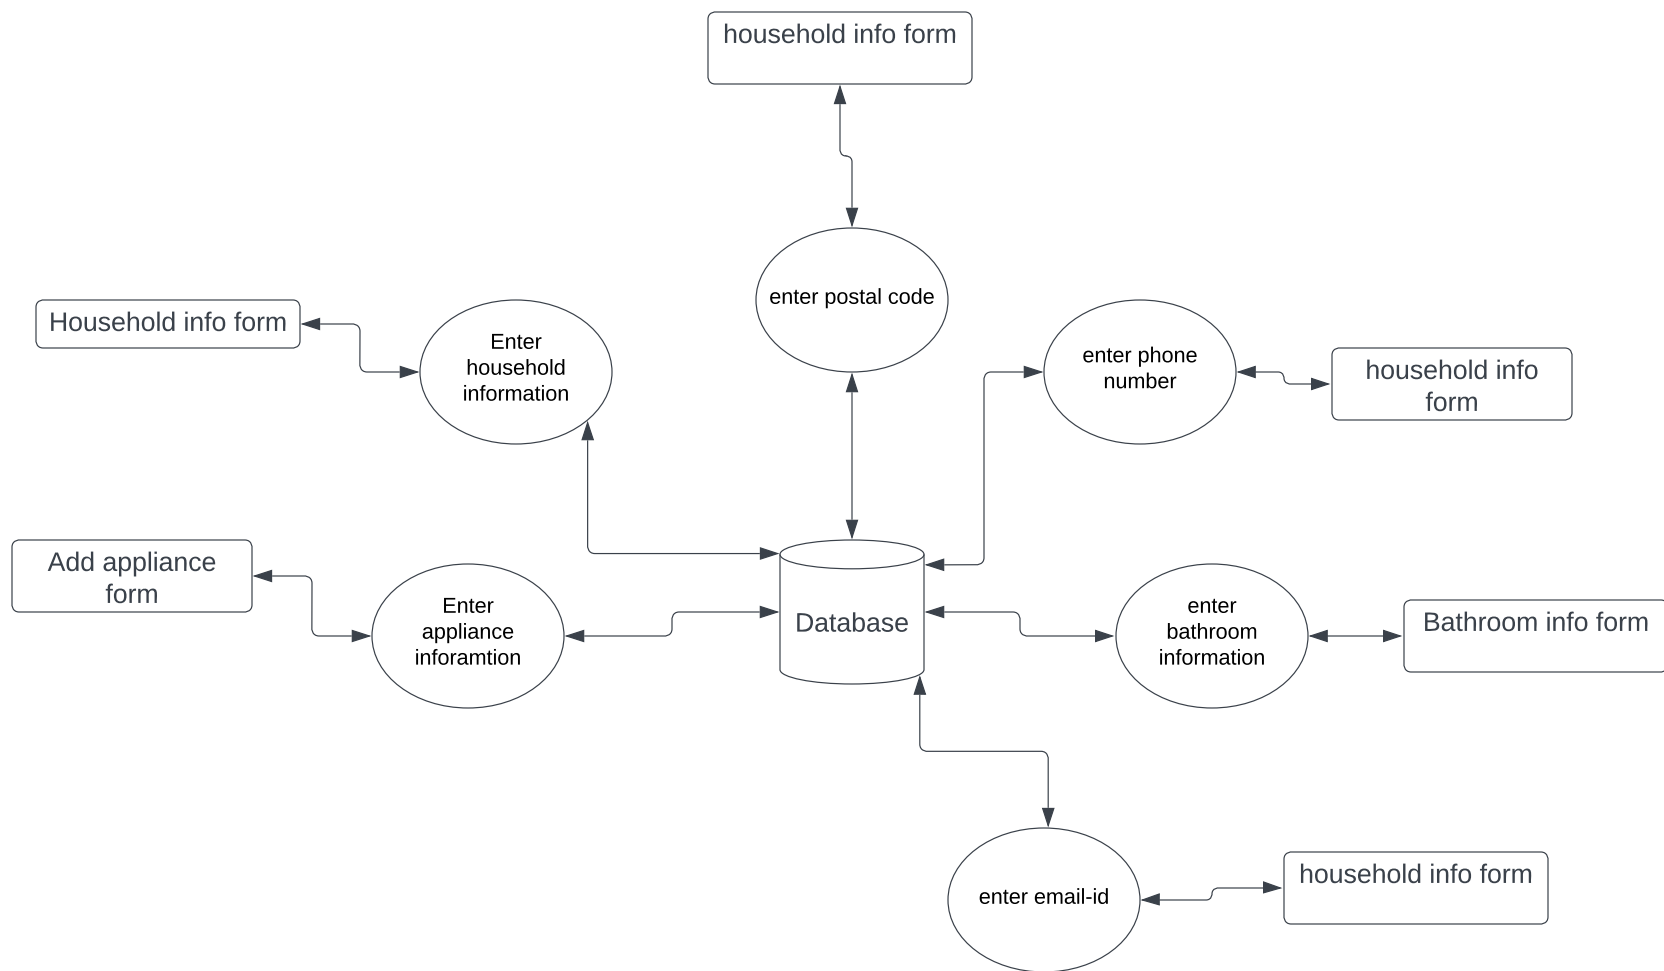 household info form
enter postal code
Household info form
Enter
household
information
enter phone
number
household info
form
Add appliance
form
Enter
appliance
inforamtion
Database
enter
bathroom
information
Bathroom info form
enter email-id
household info form